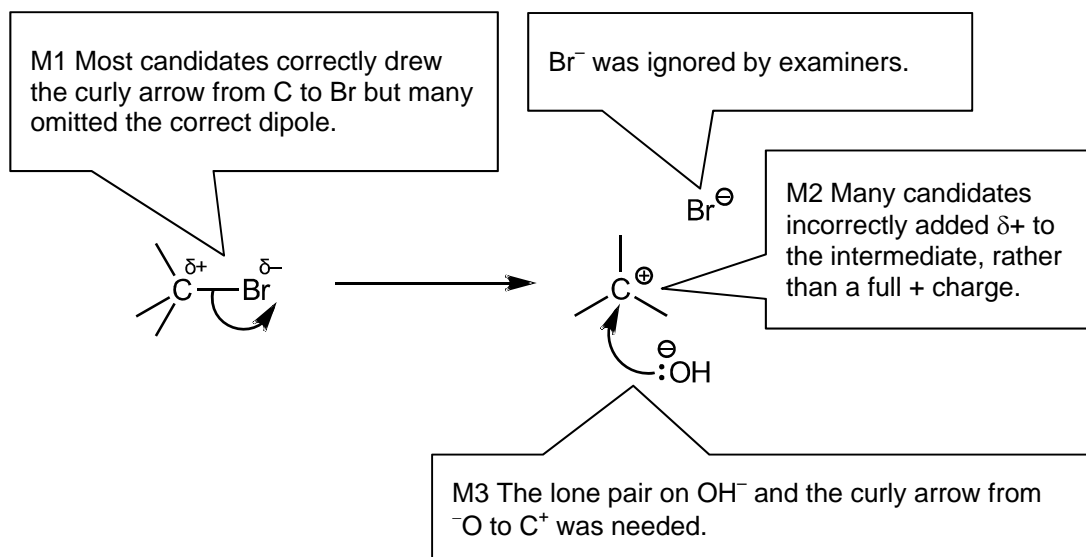 M1 Most candidates correctly drew
the curly arrow from C to Br but many
omitted the correct dipole.
Br⁻ was ignored by examiners.
M2 Many candidates
incorrectly added δ+ to
the intermediate, rather
than a full + charge.
Br⊖
δ+ δ−
C Br
C⊕
⊖
:OH
M3 The lone pair on OH⁻ and the curly arrow from
⁻O to C⁺ was needed.